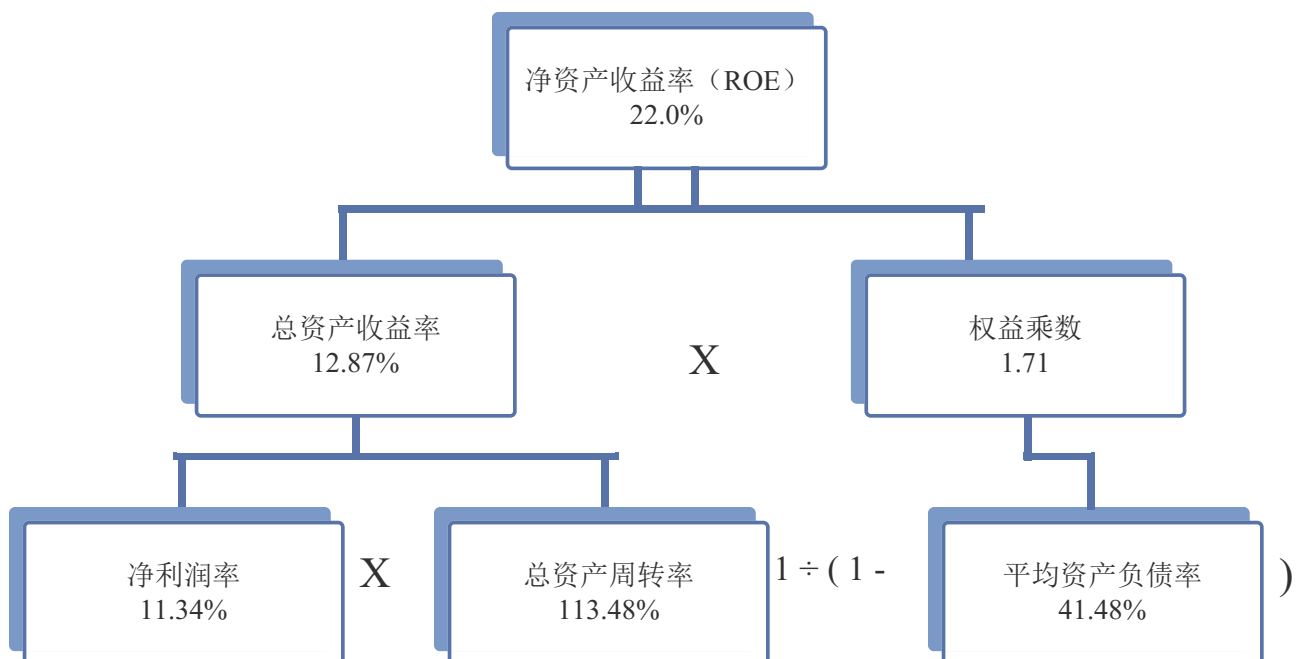 净资产收益率（ROE）
22.0%
总资产收益率
12.87%
X
权益乘数
1.71
净利润率
11.34%
X
总资产周转率
113.48%
1 ÷ ( 1 -
平均资产负债率
41.48%
)